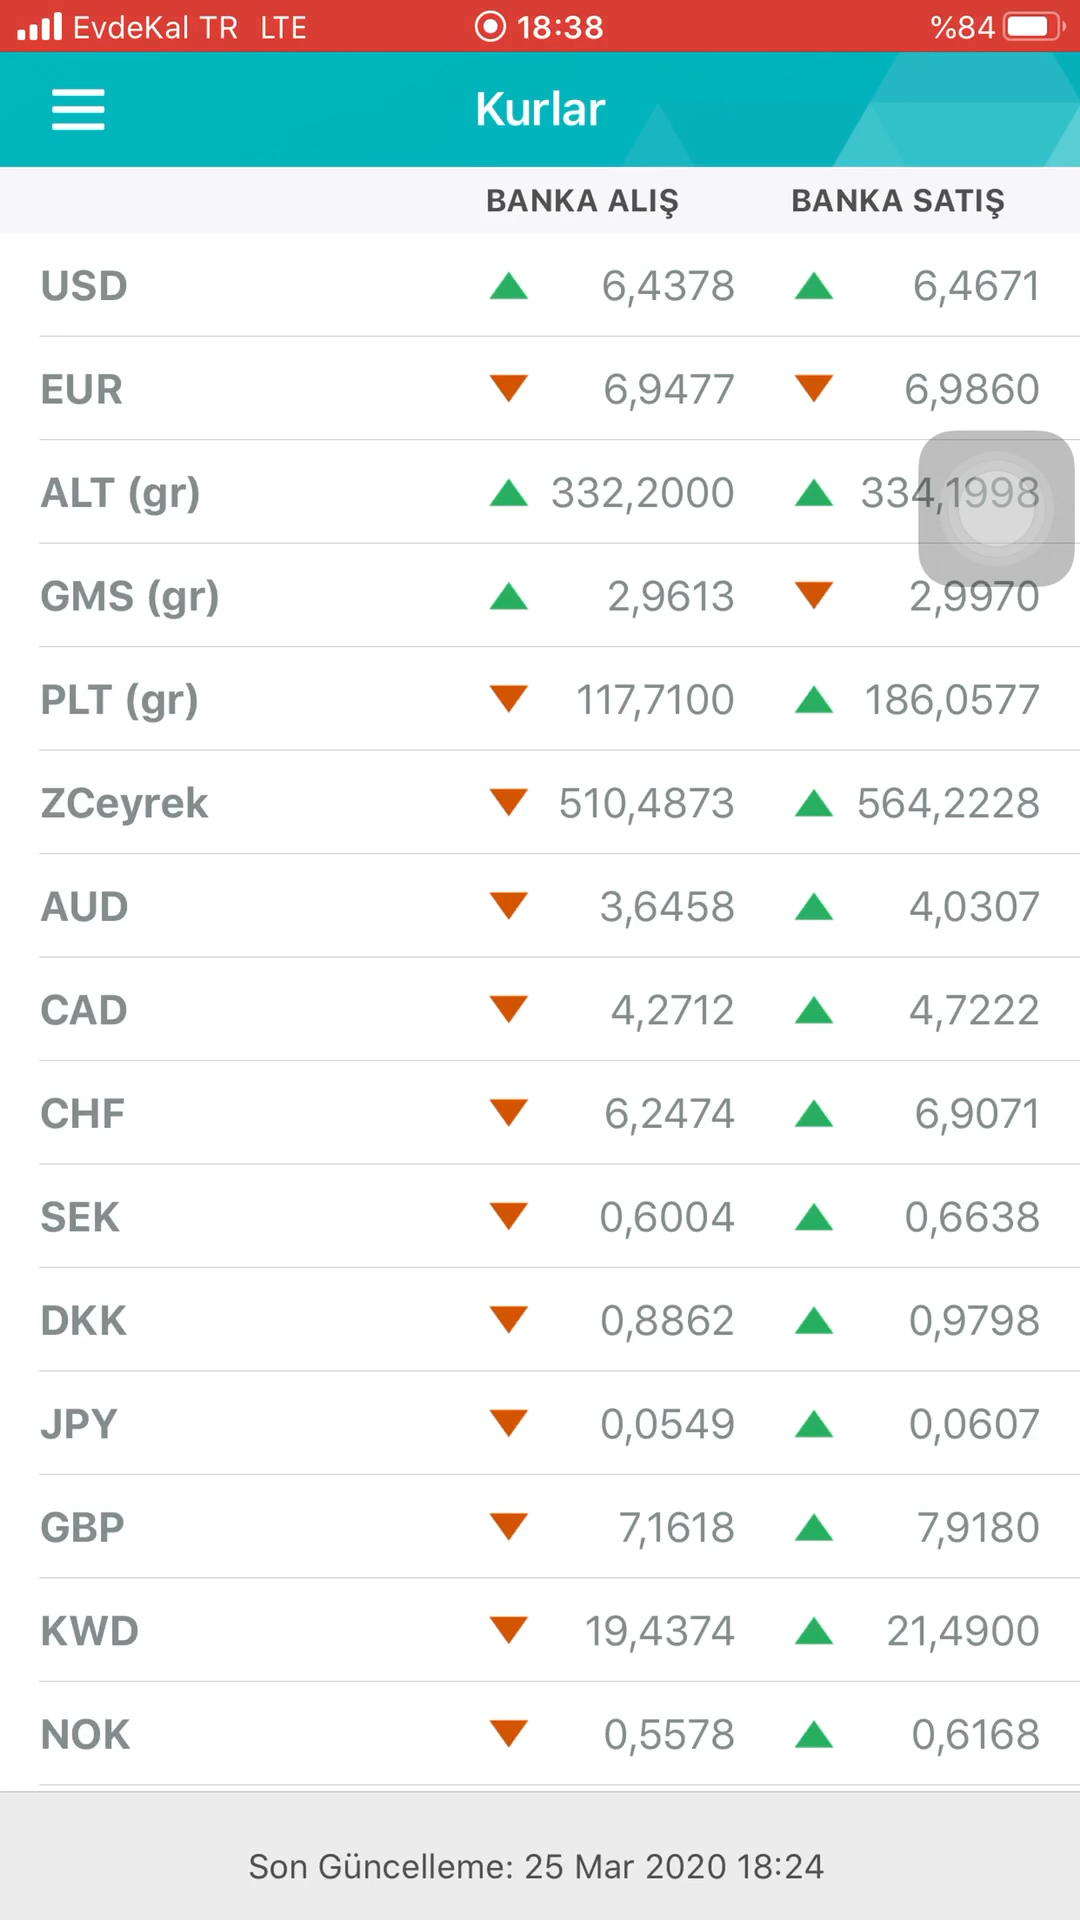 EvdeKal TR LTE 18:38 %84
Kurlar
BANKA ALIŞ BANKA SATIŞ
USD 6,4378 6,4671
EUR 6,9477 6,9860
ALT (gr) 332,2000 334,1998
GMS (gr) 2,9613 2,9970
PLT (gr) 117,7100 186,0577
ZCeyrek 510,4873 564,2228
AUD 3,6458 4,0307
CAD 4,2712 4,7222
CHF 6,2474 6,9071
SEK 0,6004 0,6638
DKK 0,8862 0,9798
JPY 0,0549 0,0607
GBP 7,1618 7,9180
KWD 19,4374 21,4900
NOK 0,5578 0,6168
Son Güncelleme: 25 Mar 2020 18:24